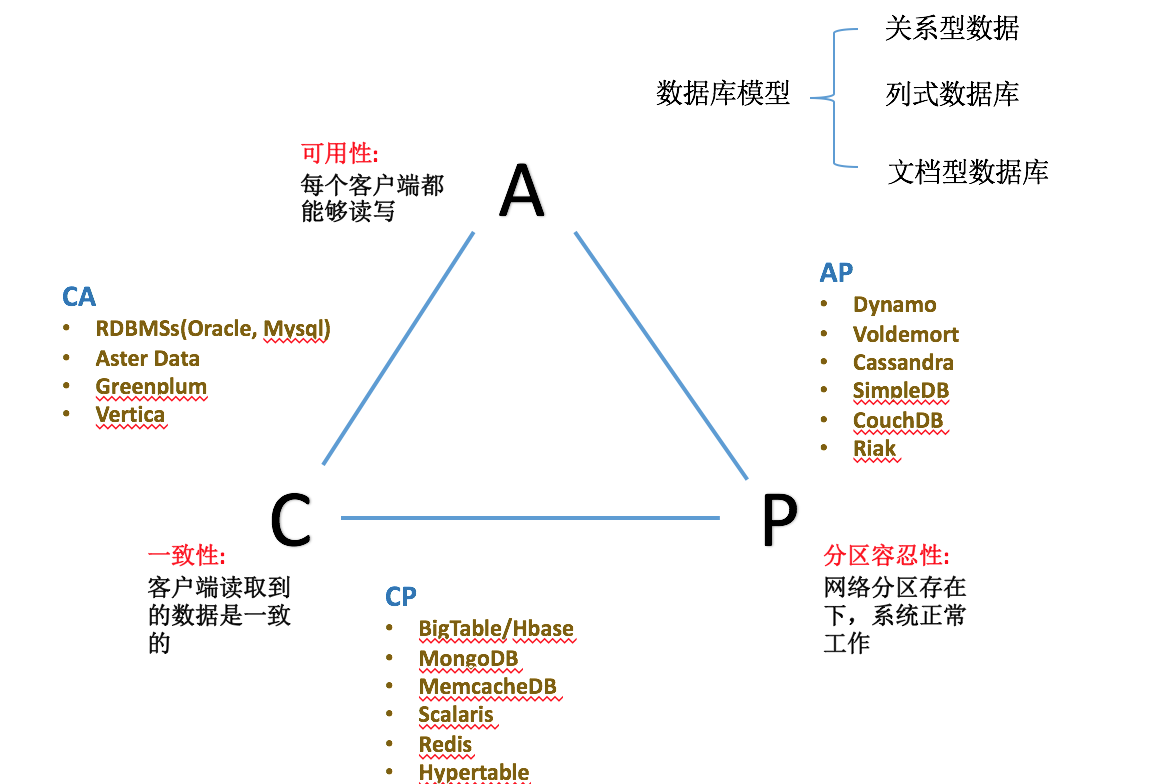 关系型数据
数据库模型
列式数据库
文档型数据库
可用性:
每个客户端都
能够读写
A
CA
• RDBMSs(Oracle, Mysql)
• Aster Data
• Greenplum
• Vertica
AP
• Dynamo
• Voldemort
• Cassandra
• SimpleDB
• CouchDB
• Riak
C
一致性:
客户端读取到
的数据是一致
的
P
分区容忍性:
网络分区存在
下，系统正常
工作
CP
• BigTable/Hbase
• MongoDB
• MemcacheDB
• Scalaris
• Redis
• Hypertable